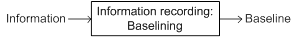 Information
Information recording:
Baselining
Baseline